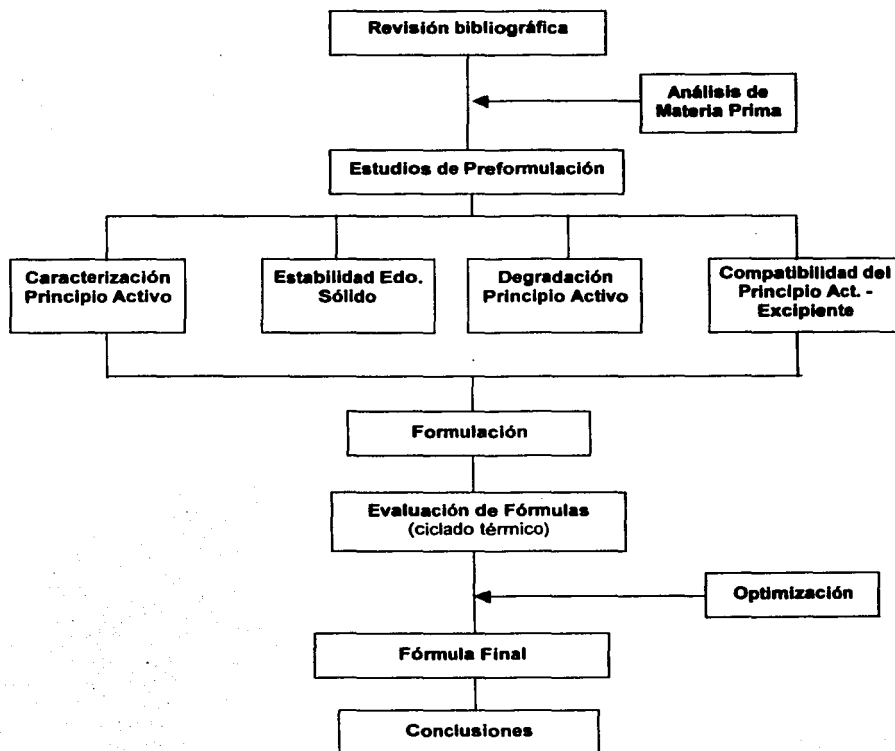 Revisión bibliográfica
Análisis de
Materia Prima
Estudios de Preformulación
Caracterización
Principio Activo
Estabilidad Edo.
Sólido
Degradación
Principio Activo
Compatibilidad del
Principio Act. -
Excipiente
Formulación
Evaluación de Fórmulas
(ciclado térmico)
Optimización
Fórmula Final
Conclusiones